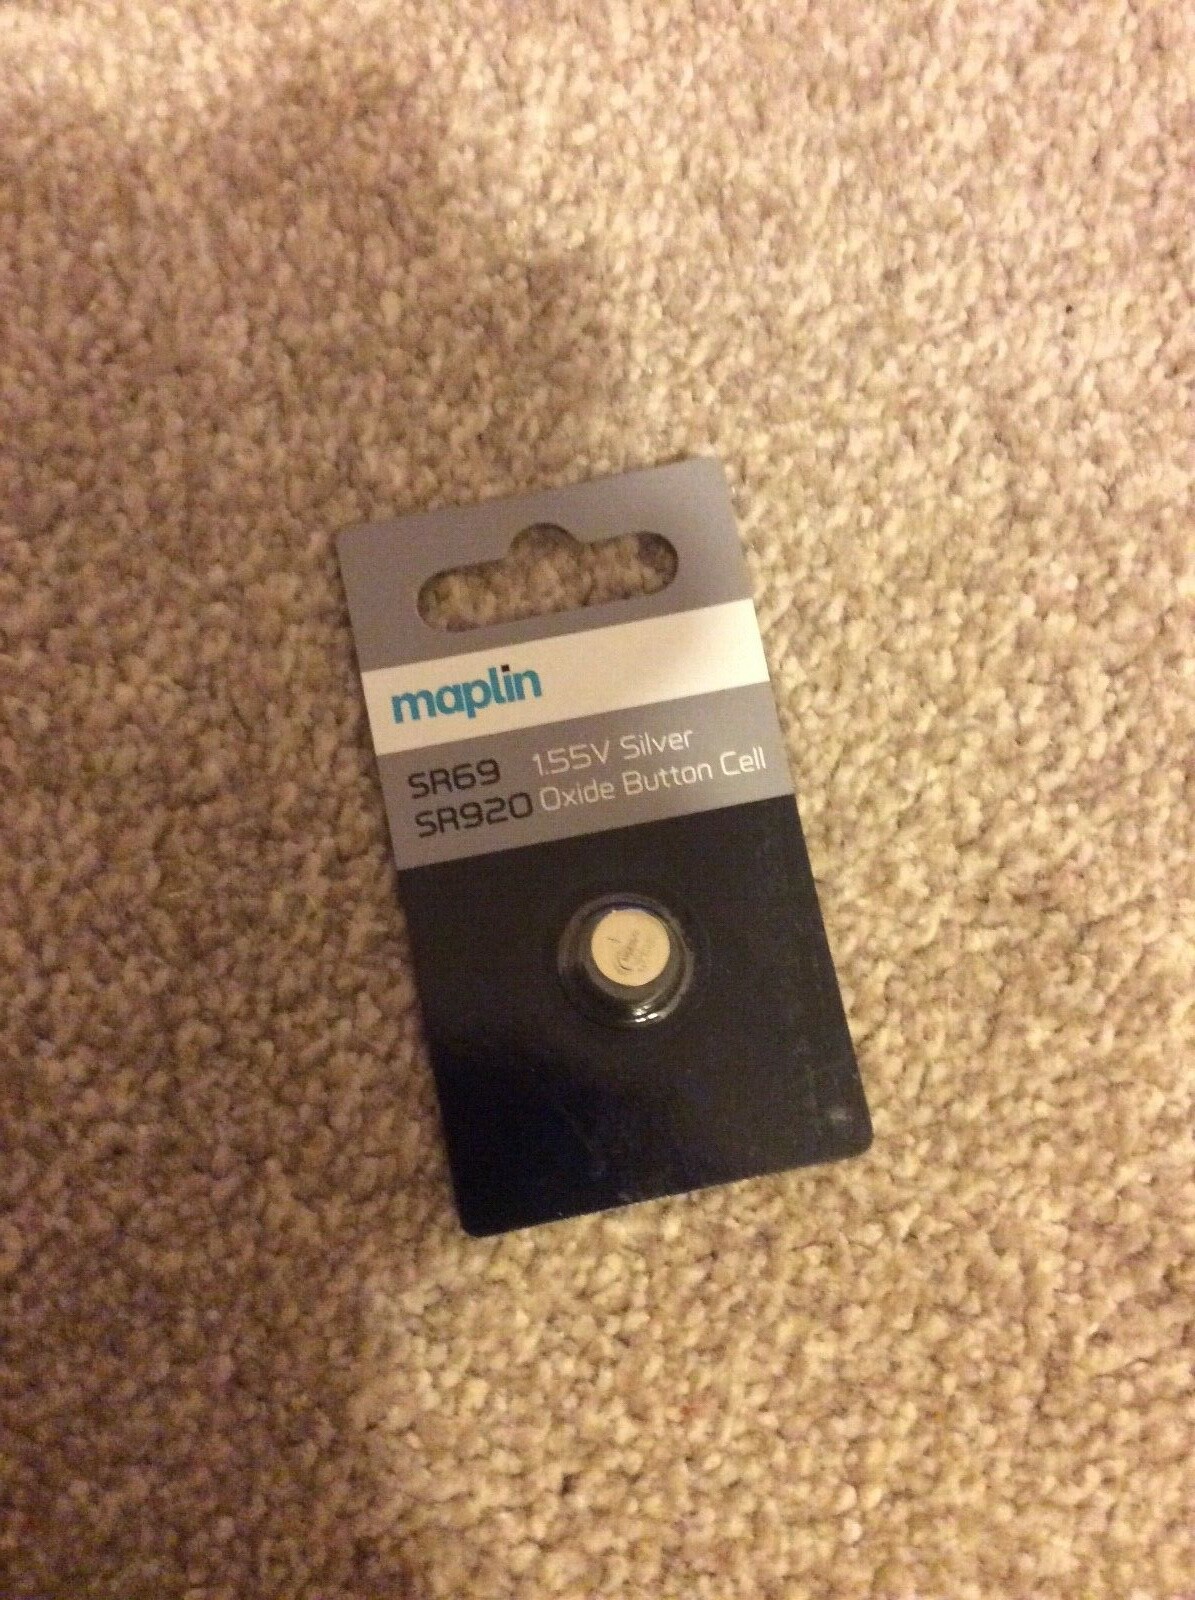 maplin
SR69 1.55V Silver
SR920 Oxide Button Cell